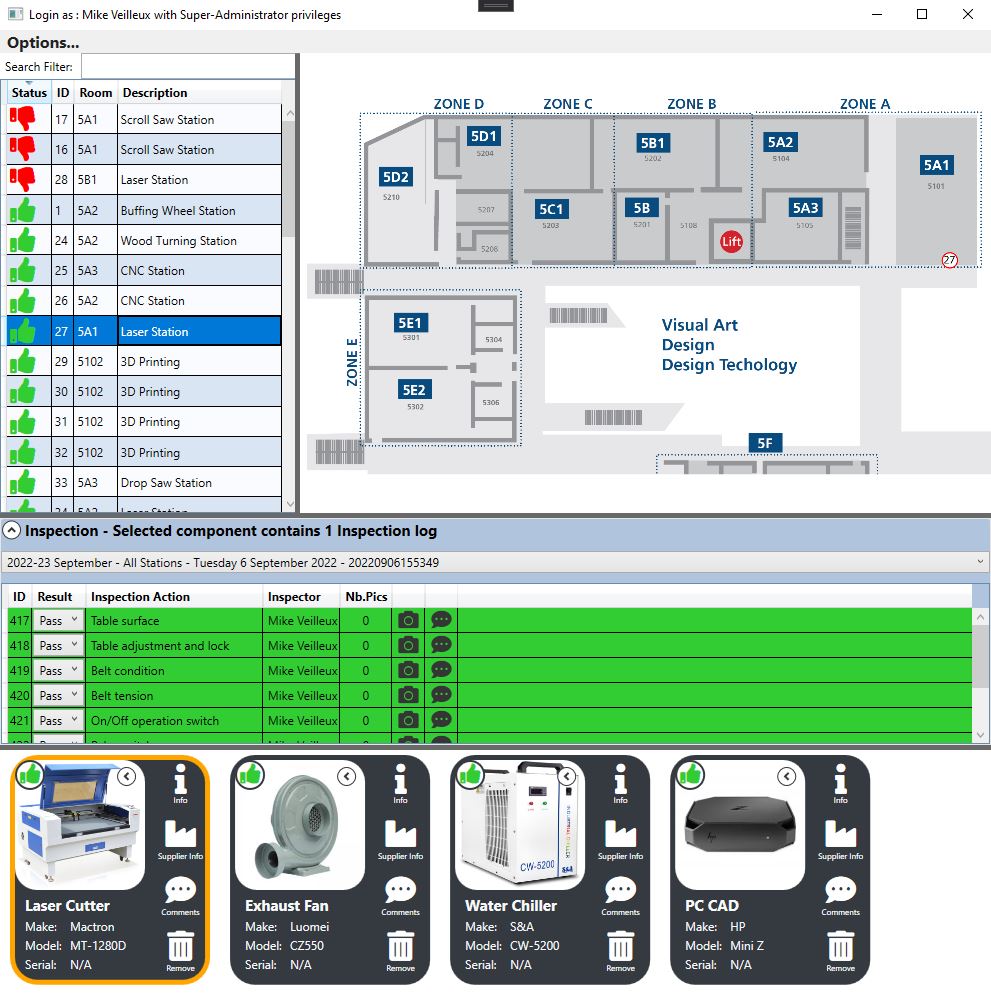 Login as : Mike Veilleux with Super-Administrator privileges
Options...
Search Filter:
Status ID Room Description
17 5A1 Scroll Saw Station
16 5A1 Scroll Saw Station
28 5B1 Laser Station
1 5A2 Buffing Wheel Station
24 5A2 Wood Turning Station
25 5A3 CNC Station
26 5A2 CNC Station
27 5A1 Laser Station
29 5102 3D Printing
30 5102 3D Printing
31 5102 3D Printing
32 5102 3D Printing
33 5A3 Drop Saw Station
34 5A2 Laser Station
ZONE D ZONE C ZONE B ZONE A
5D1
5204
5B1
5202
5A2
5104
5A1
5101
5D2
5210
5207
5C1
5203
5B
5201
5108
5A3
5105
5206
Lift
27
ZONE E
5E1
5301
5304
5E2
5302
5306
Visual Art
Design
Design Techology
5F
Inspection - Selected component contains 1 Inspection log
2022-23 September - All Stations - Tuesday 6 September 2022 - 20220906155349
ID Result Inspection Action Inspector Nb.Pics
417 Pass Table surface Mike Veilleux 0
418 Pass Table adjustment and lock Mike Veilleux 0
419 Pass Belt condition Mike Veilleux 0
420 Pass Belt tension Mike Veilleux 0
421 Pass On/Off operation switch Mike Veilleux 0
Info
Supplier Info
Comments
Remove
Laser Cutter
Make: Mactron
Model: MT-1280D
Serial: N/A
Info
Supplier Info
Comments
Remove
Exhaust Fan
Make: Luomei
Model: CZ550
Serial: N/A
CW-5200
S&A
Info
Supplier Info
Comments
Remove
Water Chiller
Make: S&A
Model: CW-5200
Serial: N/A
hp
Info
Supplier Info
Comments
Remove
PC CAD
Make: HP
Model: Mini Z
Serial: N/A